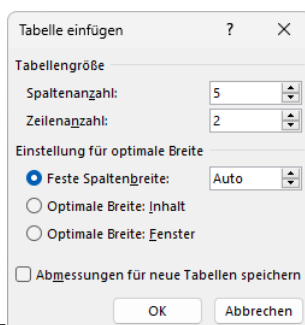 Tabelle einfügen ? ×
Tabellengröße
Spaltenanzahl: 5
Zeilenanzahl: 2
Einstellung für optimale Breite
Feste Spaltenbreite: Auto
Optimale Breite: Inhalt
Optimale Breite: Fenster
Abmessungen für neue Tabellen speichern
OK Abbrechen